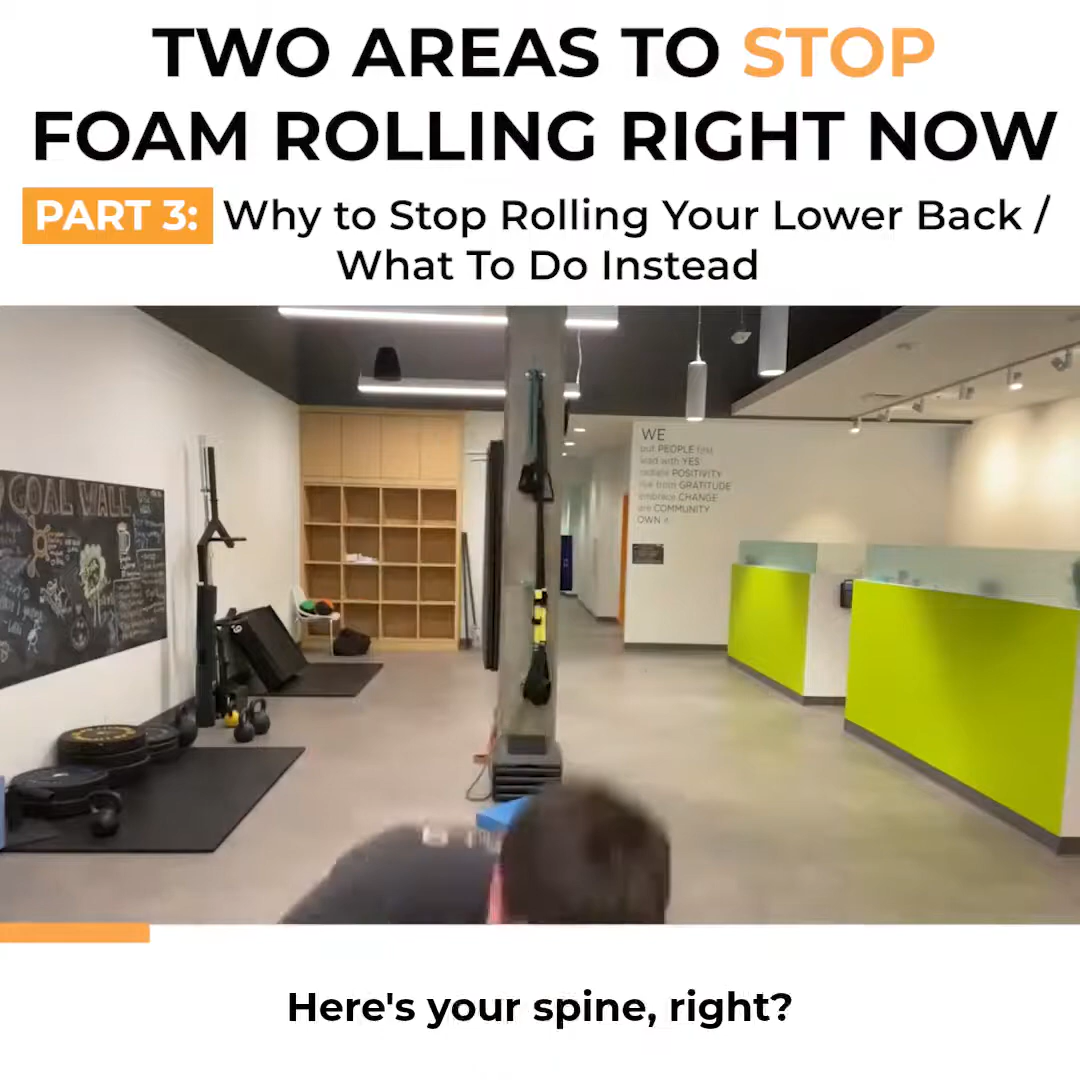 TWO AREAS TO STOP
FOAM ROLLING RIGHT NOW
PART 3: Why to Stop Rolling Your Lower Back /
What To Do Instead
GOAL WALL
WE
put PEOPLE first
lead with YES
radiate POSITIVITY
live from GRATITUDE
embrace CHANGE
are COMMUNITY
OWN it
Here's your spine, right?